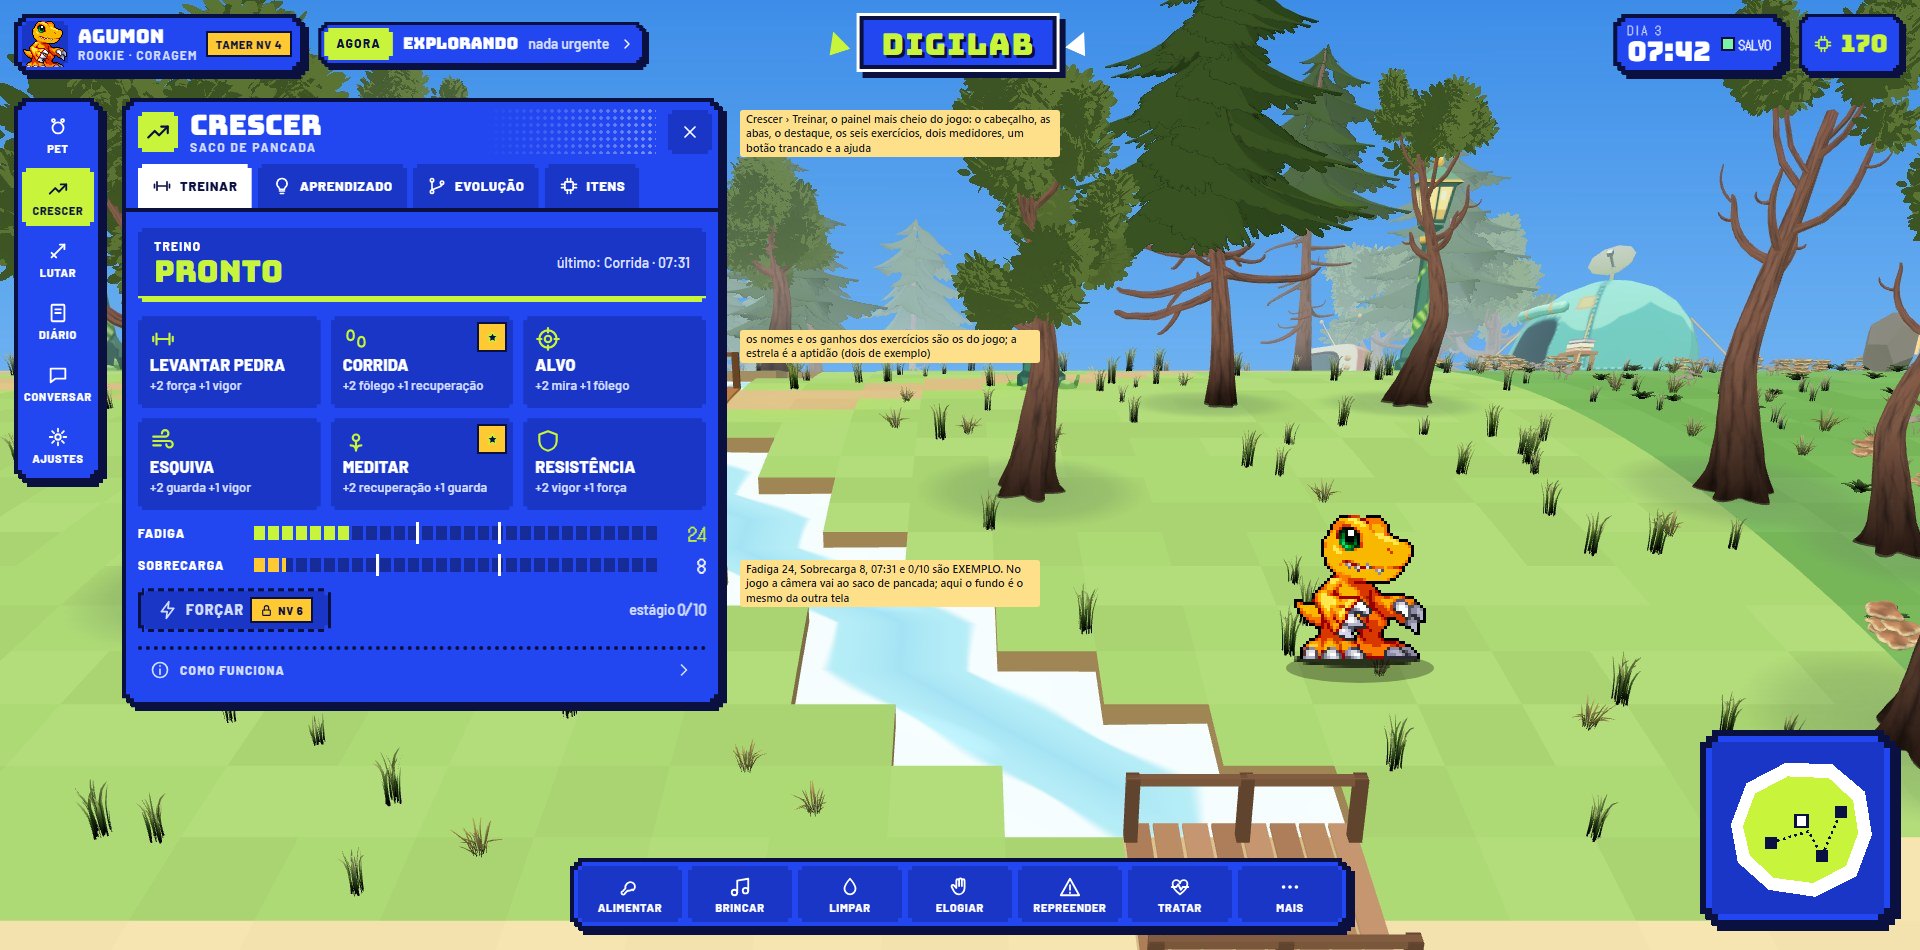 AGUMON
ROOKIE · CORAGEM
TAMER NV 4
AGORA
EXPLORANDO
nada urgente
DIGILAB
DIA 3
07:42
SALVO
170
PET
CRESCER
LUTAR
DIÁRIO
CONVERSAR
AJUSTES
CRESCER
SACO DE PANCADA
TREINAR
APRENDIZADO
EVOLUÇÃO
ITENS
TREINO
PRONTO
último: Corrida · 07:31
LEVANTAR PEDRA
+2 força +1 vigor
CORRIDA
+2 fôlego +1 recuperação
ALVO
+2 mira +1 fôlego
ESQUIVA
+2 guarda +1 vigor
MEDITAR
+2 recuperação +1 guarda
RESISTÊNCIA
+2 vigor +1 força
FADIGA
24
SOBRECARGA
8
FORÇAR
NV 6
estágio 0/10
COMO FUNCIONA
Crescer › Treinar, o painel mais cheio do jogo: o cabeçalho, as
abas, o destaque, os seis exercícios, dois medidores, um
botão trancado e a ajuda
os nomes e os ganhos dos exercícios são os do jogo; a
estrela é a aptidão (dois de exemplo)
Fadiga 24, Sobrecarga 8, 07:31 e 0/10 são EXEMPLO. No
jogo a câmera vai ao saco de pancada; aqui o fundo é o
mesmo da outra tela
ALIMENTAR
BRINCAR
LIMPAR
ELOGIAR
REPREENDER
TRATAR
MAIS